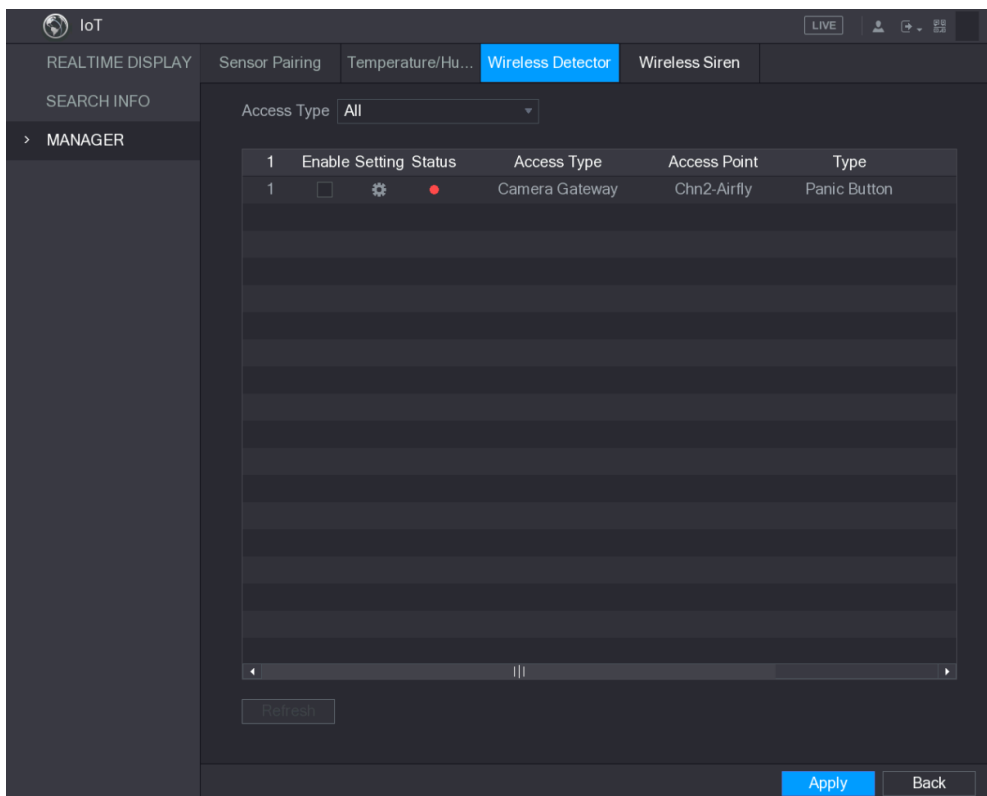 IoT LIVE
REALTIME DISPLAY
SEARCH INFO
MANAGER
Sensor Pairing Temperature/Hu... Wireless Detector Wireless Siren
Access Type All
1 Enable Setting Status Access Type Access Point Type
1 Camera Gateway Chn2-Airfly Panic Button
Refresh
Apply Back